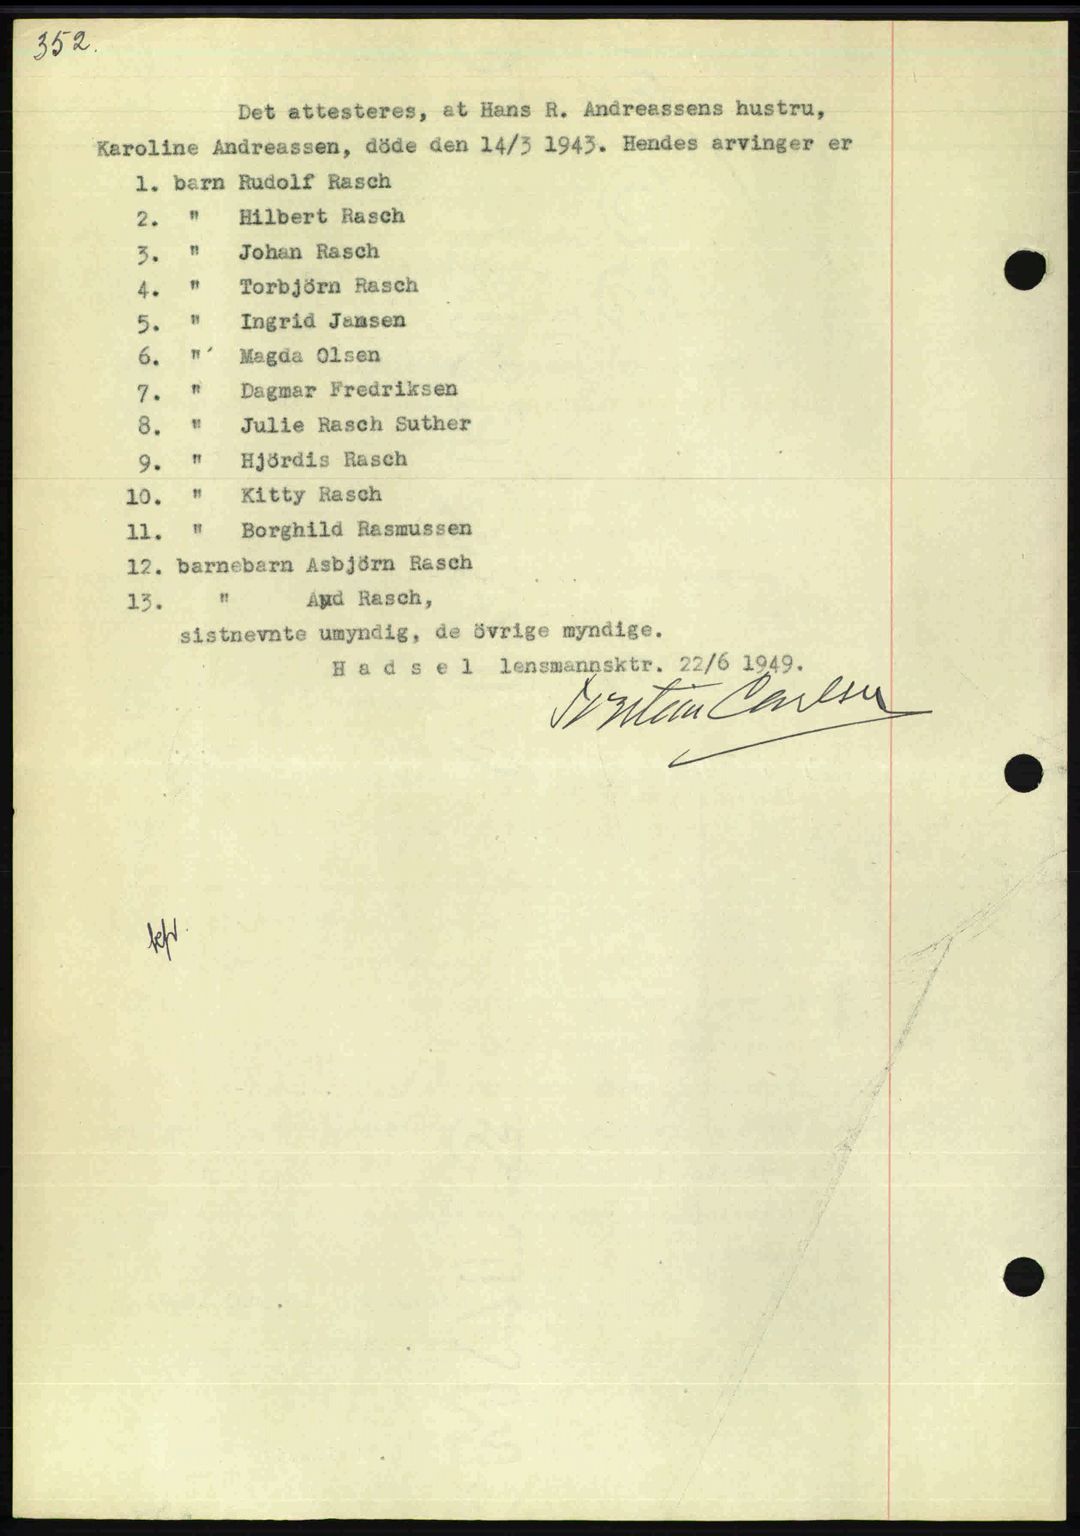 352.
Det attesteres, at Hans R. Andreassens hustru,
Karoline Andreassen, döde den 14/3 1943. Hendes arvinger er
1. barn Rudolf Rasch
2. " Hilbert Rasch
3. " Johan Rasch
4. " Torbjörn Rasch
5. " Ingrid Jansen
6. " Magda Olsen
7. " Dagmar Fredriksen
8. " Julie Rasch Suther
9. " Hjördis Rasch
10. " Kitty Rasch
11. " Borghild Rasmussen
12. barnebarn Asbjörn Rasch
13. " Aud Rasch,
sistnevnte umyndig, de övrige myndige.
H a d s e l lensmannsktr. 22/6 1949.
Carlsen